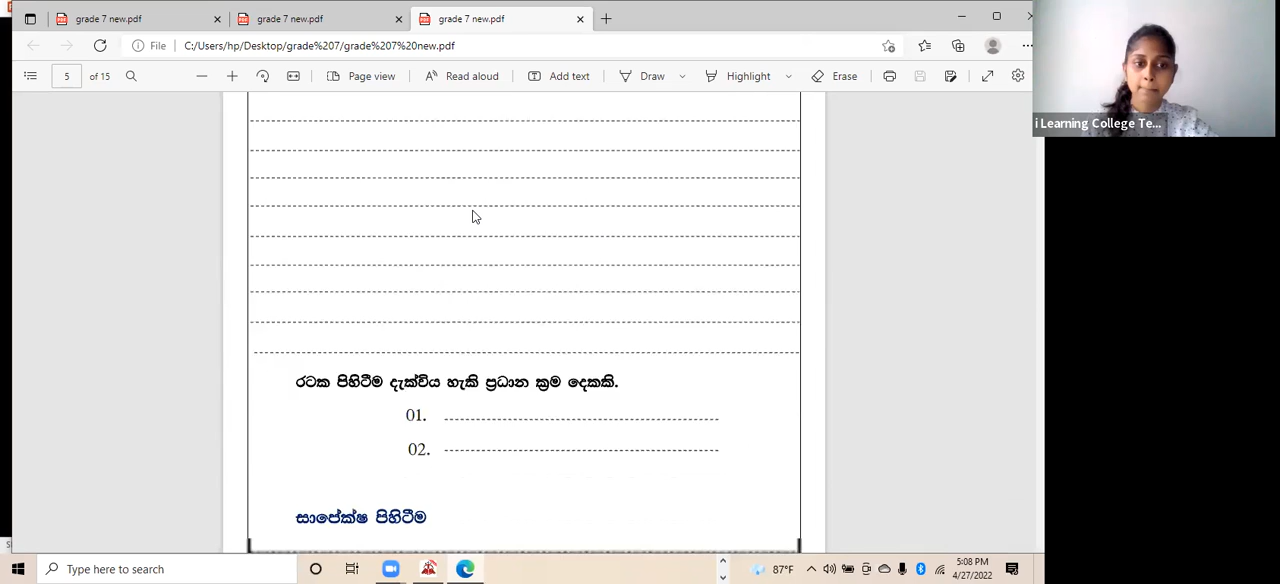 grade 7 new.pdf
grade 7 new.pdf
grade 7 new.pdf
File
C:/Users/hp/Desktop/grade%207/grade%207%20new.pdf
5 of 15
Page view
Read aloud
Add text
Draw
Highlight
Erase
i Learning College Te...
රටක පිහිටීම දැක්විය හැකි ප්‍රධාන ක්‍රම දෙකකි.
01.
02.
සාපේක්ෂ පිහිටීම
Type here to search
87°F
5:08 PM
4/27/2022